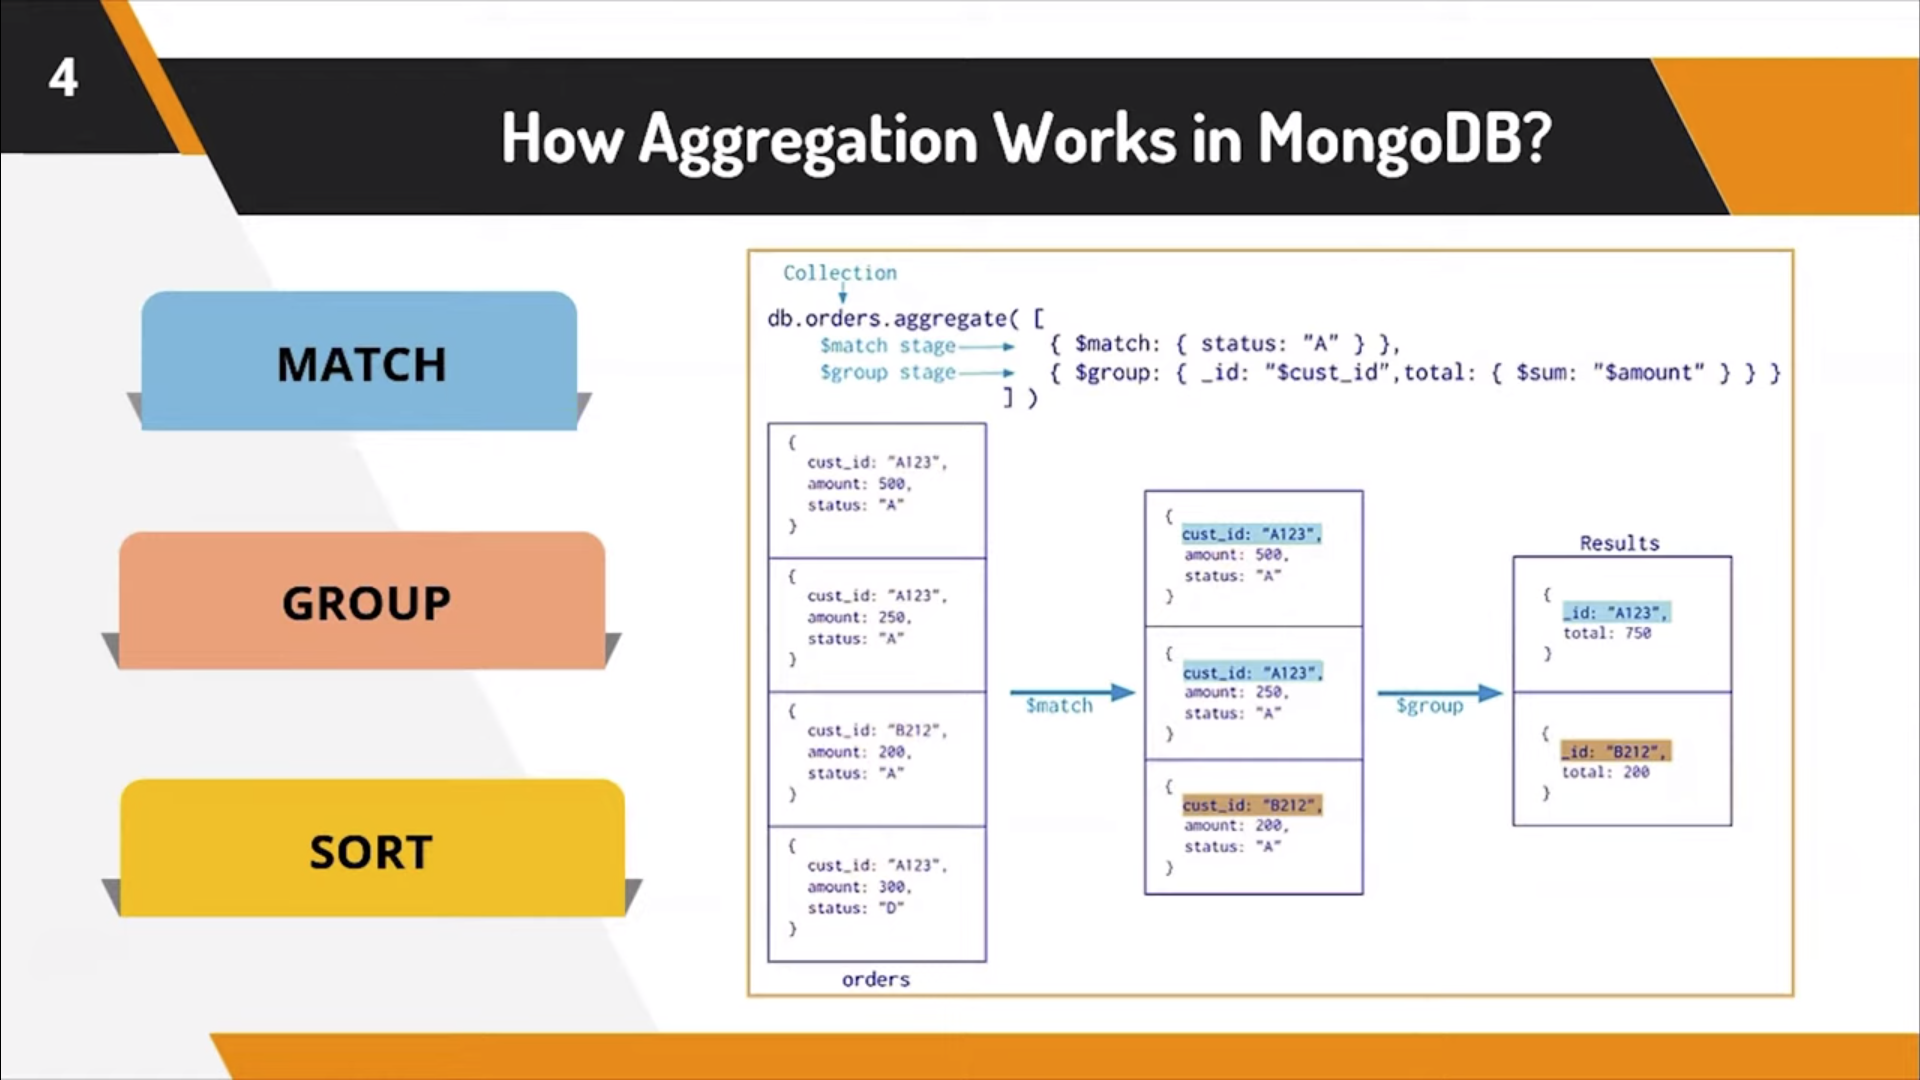 4
How Aggregation Works in MongoDB?
MATCH
GROUP
SORT
Collection
db.orders.aggregate( [
$match stage { $match: { status: "A" } },
$group stage { $group: { _id: "$cust_id",total: { $sum: "$amount" } } }
] )
{
cust_id: "A123",
amount: 500,
status: "A"
}
{
cust_id: "A123",
amount: 250,
status: "A"
}
{
cust_id: "B212",
amount: 200,
status: "A"
}
{
cust_id: "A123",
amount: 300,
status: "D"
}
orders
$match
{
cust_id: "A123",
amount: 500,
status: "A"
}
{
cust_id: "A123",
amount: 250,
status: "A"
}
{
cust_id: "B212",
amount: 200,
status: "A"
}
$group
Results
{
_id: "A123",
total: 750
}
{
_id: "B212",
total: 200
}